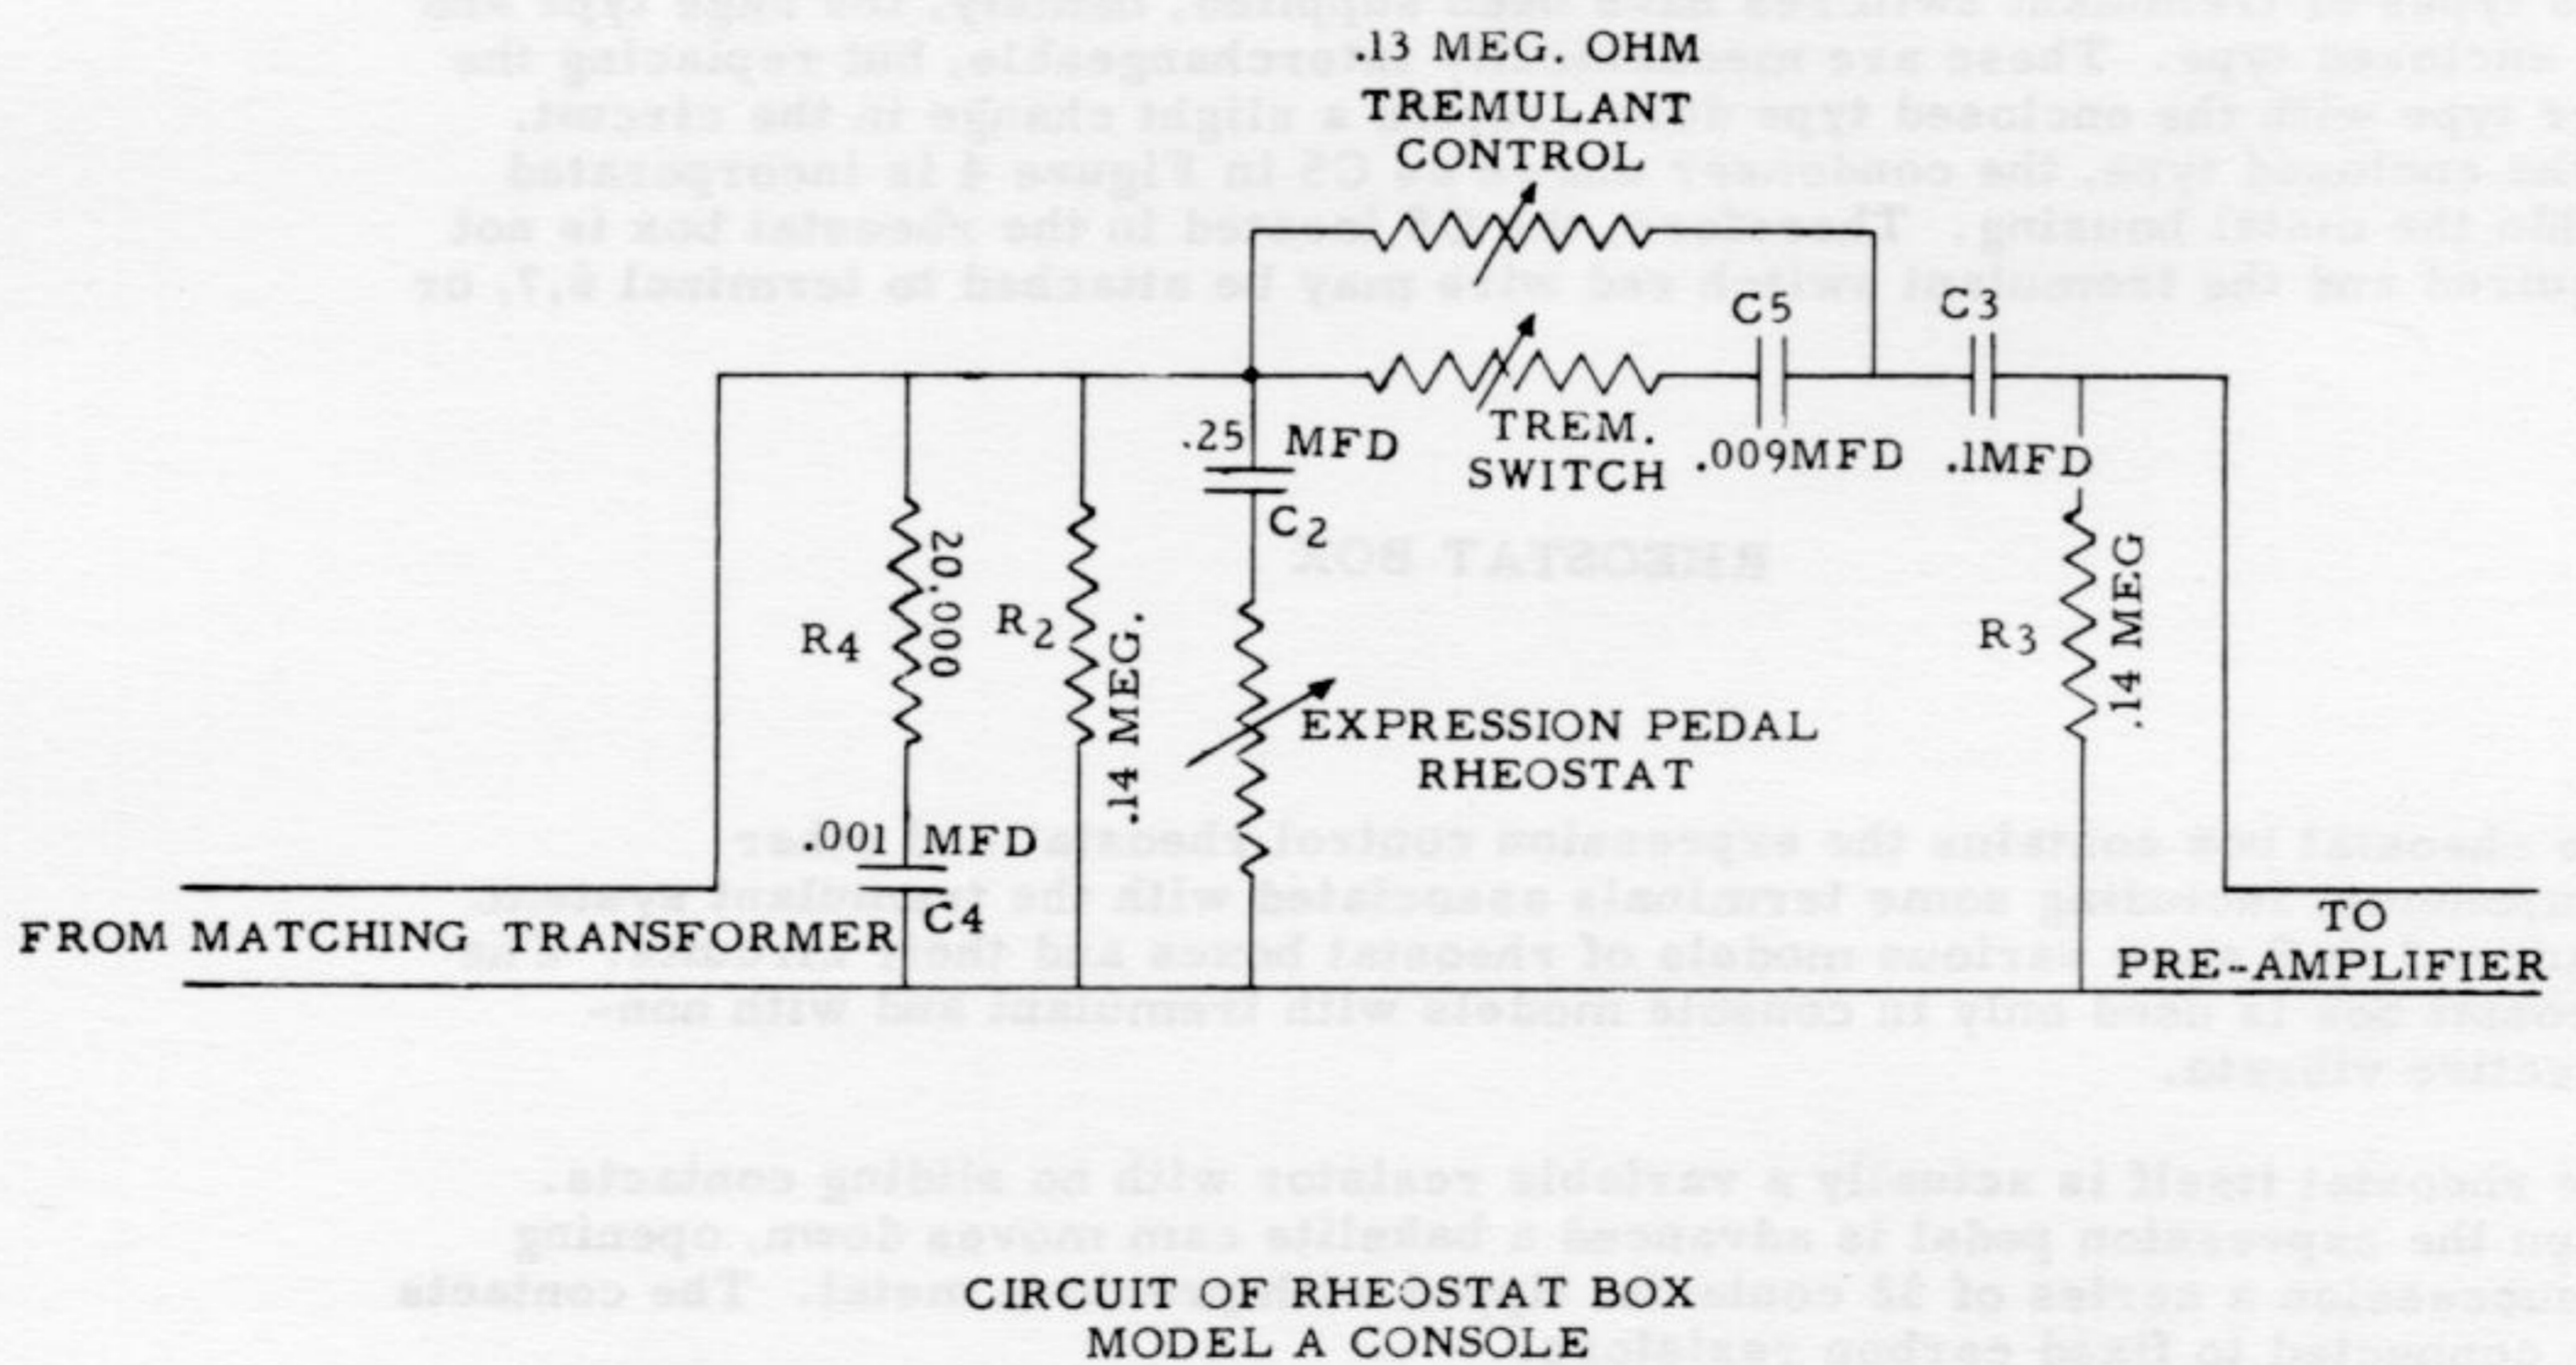 .13 MEG. OHM
TREMULANT
CONTROL
C5
C3
.25 MFD
TREM.
SWITCH
.009MFD
.1MFD
C2
R4
20,000
R2
.14 MEG.
R3
.14 MEG
EXPRESSION PEDAL
RHEOSTAT
.001 MFD
C4
FROM MATCHING TRANSFORMER
TO
PRE-AMPLIFIER
CIRCUIT OF RHEOSTAT BOX
MODEL A CONSOLE